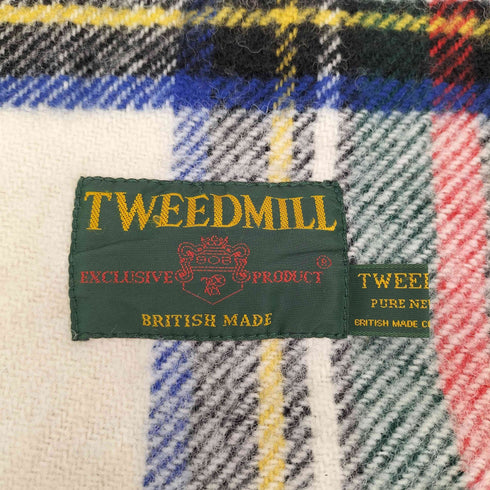 TWEEDMILL
EXCLUSIVE PRODUCT
®
BRITISH MADE
TWEED
PURE NE
BRITISH MADE